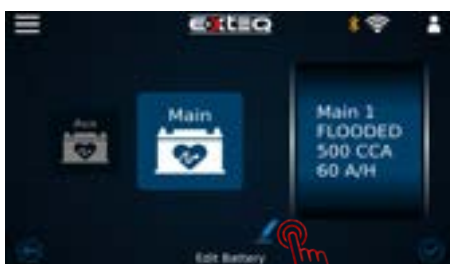 EXTEQ
Aux
Main
Main 1
FLOODED
500 CCA
60 A/H
Edit Battery